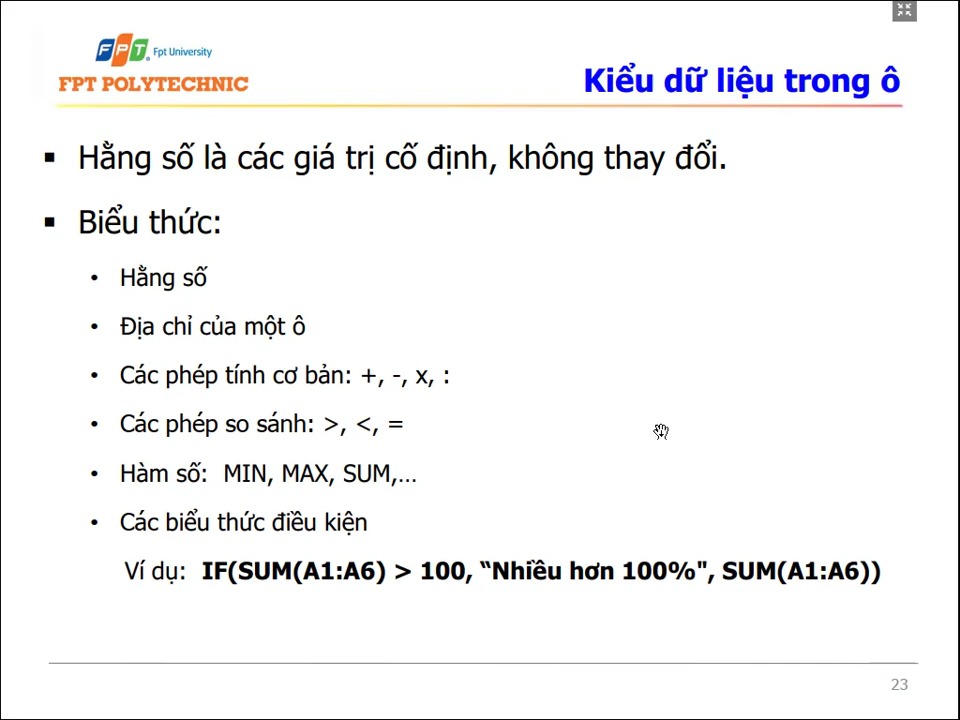 FPT. Fpt University
FPT POLYTECHNIC
Kiểu dữ liệu trong ô
▪ Hằng số là các giá trị cố định, không thay đổi.
▪ Biểu thức:
• Hằng số
• Địa chỉ của một ô
• Các phép tính cơ bản: +, -, x, :
• Các phép so sánh: >, <, =
• Hàm số: MIN, MAX, SUM,...
• Các biểu thức điều kiện
Ví dụ: IF(SUM(A1:A6) > 100, “Nhiều hơn 100%", SUM(A1:A6))
23